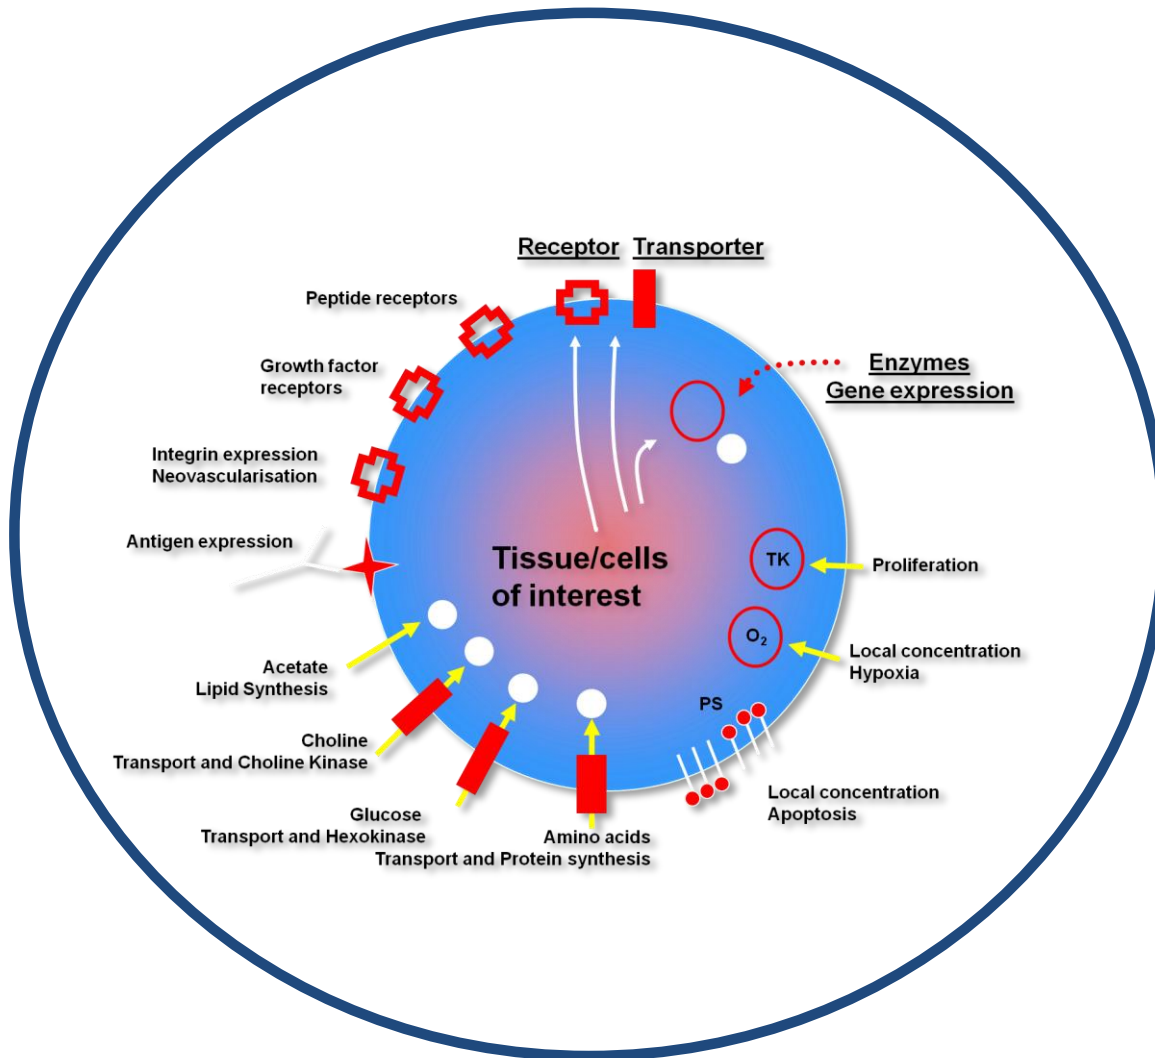 Receptor Transporter
Peptide receptors
Growth factor
receptors
Enzymes
Gene expression
Integrin expression
Neovascularisation
Antigen expression
Tissue/cells
of interest
TK
Proliferation
O₂
Local concentration
Hypoxia
Acetate
Lipid Synthesis
PS
Choline
Transport and Choline Kinase
Local concentration
Apoptosis
Glucose
Transport and Hexokinase
Amino acids
Transport and Protein synthesis